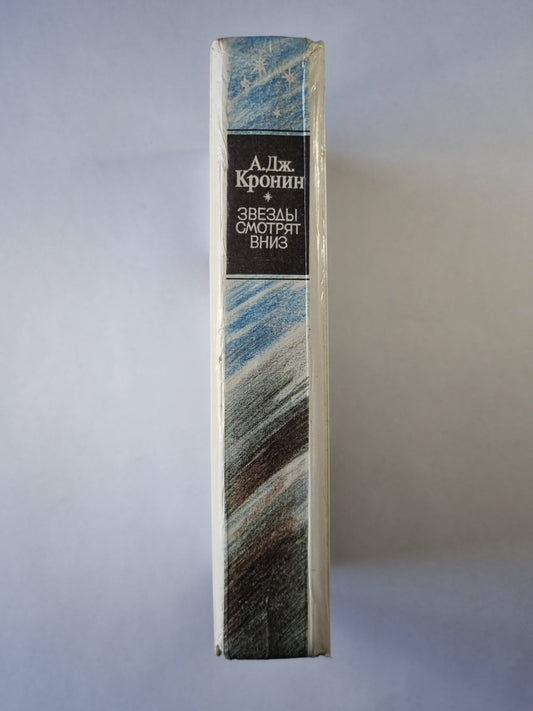 А.Дж.
Кронин
*
ЗВЕЗДЫ
СМОТРЯТ
ВНИЗ